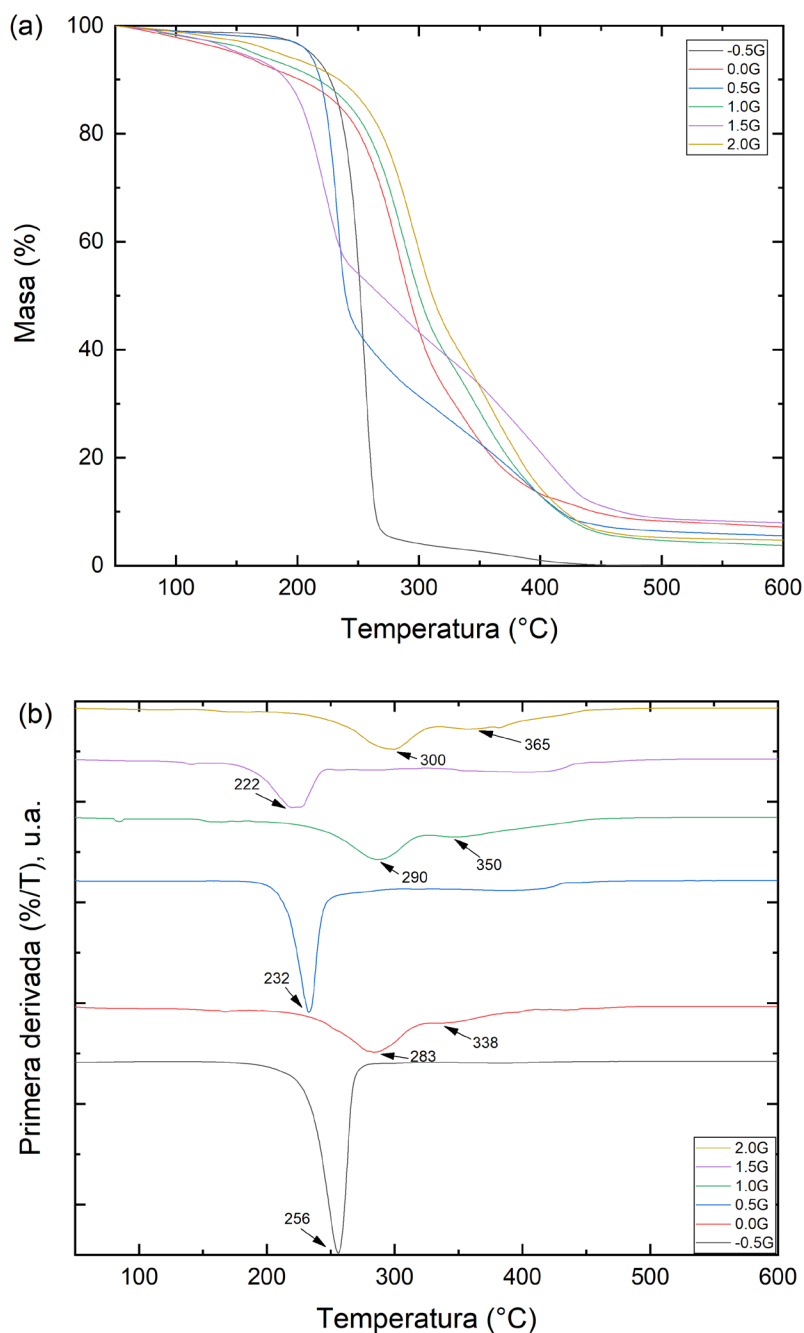 (a)
100
80
60
40
20
0
Masa (%)
-0.5G
0.0G
0.5G
1.0G
1.5G
2.0G
100 200 300 400 500 600
Temperatura (°C)
(b)
365
300
222
350
290
232
338
283
256
Primera derivada (%/T), u.a.
2.0G
1.5G
1.0G
0.5G
0.0G
-0.5G
100 200 300 400 500 600
Temperatura (°C)